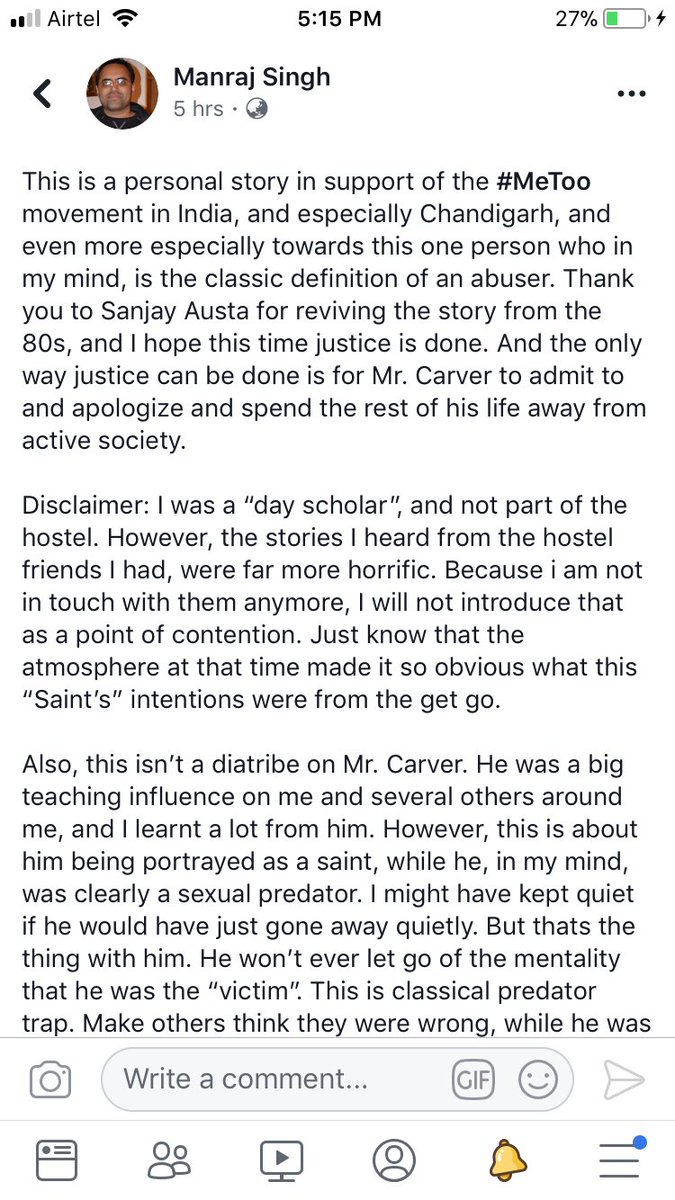 Airtel 5:15 PM 27%
Manraj Singh
5 hrs ·
This is a personal story in support of the #MeToo
movement in India, and especially Chandigarh, and
even more especially towards this one person who in
my mind, is the classic definition of an abuser. Thank
you to Sanjay Austa for reviving the story from the
80s, and I hope this time justice is done. And the only
way justice can be done is for Mr. Carver to admit to
and apologize and spend the rest of his life away from
active society.
Disclaimer: I was a “day scholar”, and not part of the
hostel. However, the stories I heard from the hostel
friends I had, were far more horrific. Because i am not
in touch with them anymore, I will not introduce that
as a point of contention. Just know that the
atmosphere at that time made it so obvious what this
“Saint’s” intentions were from the get go.
Also, this isn’t a diatribe on Mr. Carver. He was a big
teaching influence on me and several others around
me, and I learnt a lot from him. However, this is about
him being portrayed as a saint, while he, in my mind,
was clearly a sexual predator. I might have kept quiet
if he would have just gone away quietly. But thats the
thing with him. He won’t ever let go of the mentality
that he was the “victim”. This is classical predator
trap. Make others think they were wrong, while he was
Write a comment... GIF